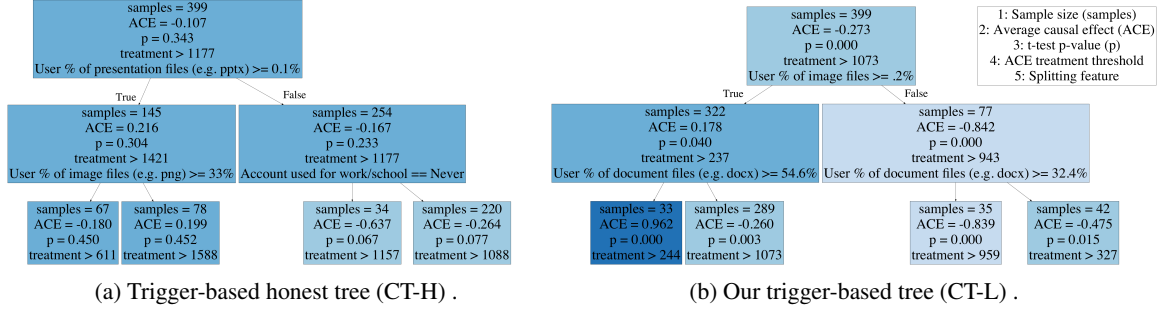 samples = 399
ACE = -0.107
p = 0.343
treatment > 1177
User % of presentation files (e.g. pptx) >= 0.1%
True
False
samples = 145
ACE = 0.216
p = 0.304
treatment > 1421
User % of image files (e.g. png) >= 33%
samples = 254
ACE = -0.167
p = 0.233
treatment > 1177
Account used for work/school == Never
samples = 67
ACE = -0.180
p = 0.450
treatment > 611
samples = 78
ACE = 0.199
p = 0.452
treatment > 1588
samples = 34
ACE = -0.637
p = 0.067
treatment > 1157
samples = 220
ACE = -0.264
p = 0.077
treatment > 1088
(a) Trigger-based honest tree (CT-H) .
samples = 399
ACE = -0.273
p = 0.000
treatment > 1073
User % of image files >= .2%
1: Sample size (samples)
2: Average causal effect (ACE)
3: t-test p-value (p)
4: ACE treatment threshold
5: Splitting feature
True
False
samples = 322
ACE = 0.178
p = 0.040
treatment > 237
User % of document files (e.g. docx) >= 54.6%
samples = 77
ACE = -0.842
p = 0.000
treatment > 943
User % of document files (e.g. docx) >= 32.4%
samples = 33
ACE = 0.962
p = 0.000
treatment > 244
samples = 289
ACE = -0.260
p = 0.003
treatment > 1073
samples = 35
ACE = -0.839
p = 0.000
treatment > 959
samples = 42
ACE = -0.475
p = 0.015
treatment > 327
(b) Our trigger-based tree (CT-L) .